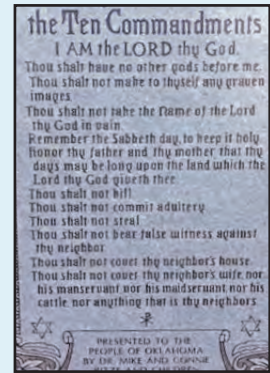 the Ten Commandments
I AM the LORD thy God.
Thou shalt have no other gods before me.
Thou shalt not make to thyself any graven
images
Thou shalt not take the Name of the Lord
thy God in vain
Remember the Sabbath day, to keep it holy
Honor thy father and thy mother that thy
days may be long upon the land which the
Lord thy God giveth thee
Thou shalt not kill
Thou shalt not commit adultery
Thou shalt not steal
Thou shalt not bear false witness against
thy neighbor
Thou shalt not covet thy neighbor's house
Thou shalt not covet thy neighbor's wife nor
his manservant nor his maidservant nor his
cattle nor anything that is thy neighbors
PRESENTED TO THE
PEOPLE OF OKLAHOMA
BY DR. MIKE AND CONNIE
AND CHILDREN